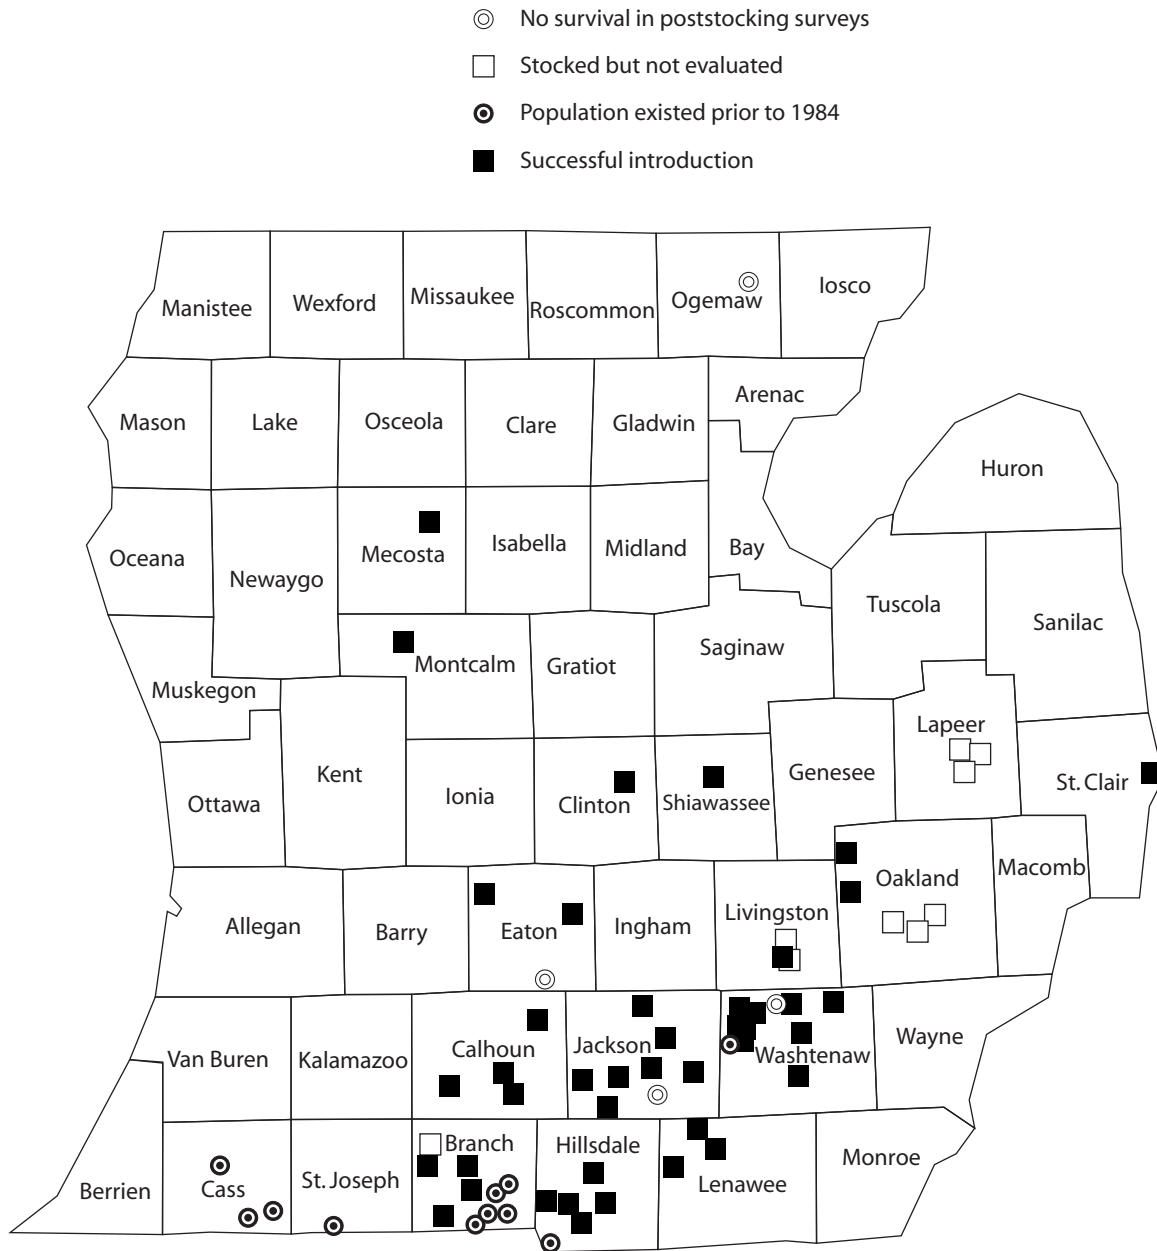 No survival in poststocking surveys
Stocked but not evaluated
Population existed prior to 1984
Successful introduction
Manistee
Wexford
Missaukee
Roscommon
Ogemaw
Iosco
Mason
Lake
Osceola
Clare
Gladwin
Arenac
Huron
Oceana
Newaygo
Mecosta
Isabella
Midland
Bay
Tuscola
Sanilac
Muskegon
Montcalm
Gratiot
Saginaw
Lapeer
Ottawa
Kent
Ionia
Clinton
Shiawassee
Genesee
St. Clair
Allegan
Barry
Eaton
Ingham
Livingston
Oakland
Macomb
Van Buren
Kalamazoo
Calhoun
Jackson
Washtenaw
Wayne
Berrien
Cass
St. Joseph
Branch
Hillsdale
Lenawee
Monroe